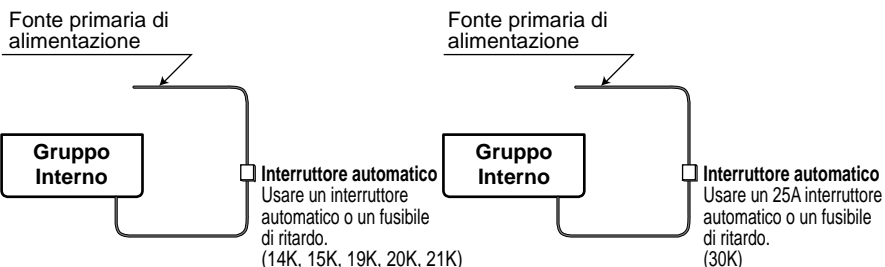 Fonte primaria di
alimentazione
Gruppo
Interno
Interruttore automatico
Usare un interruttore
automatico o un fusibile
di ritardo.
(14K, 15K, 19K, 20K, 21K)
Fonte primaria di
alimentazione
Gruppo
Interno
Interruttore automatico
Usare un 25A interruttore
automatico o un fusibile
di ritardo.
(30K)